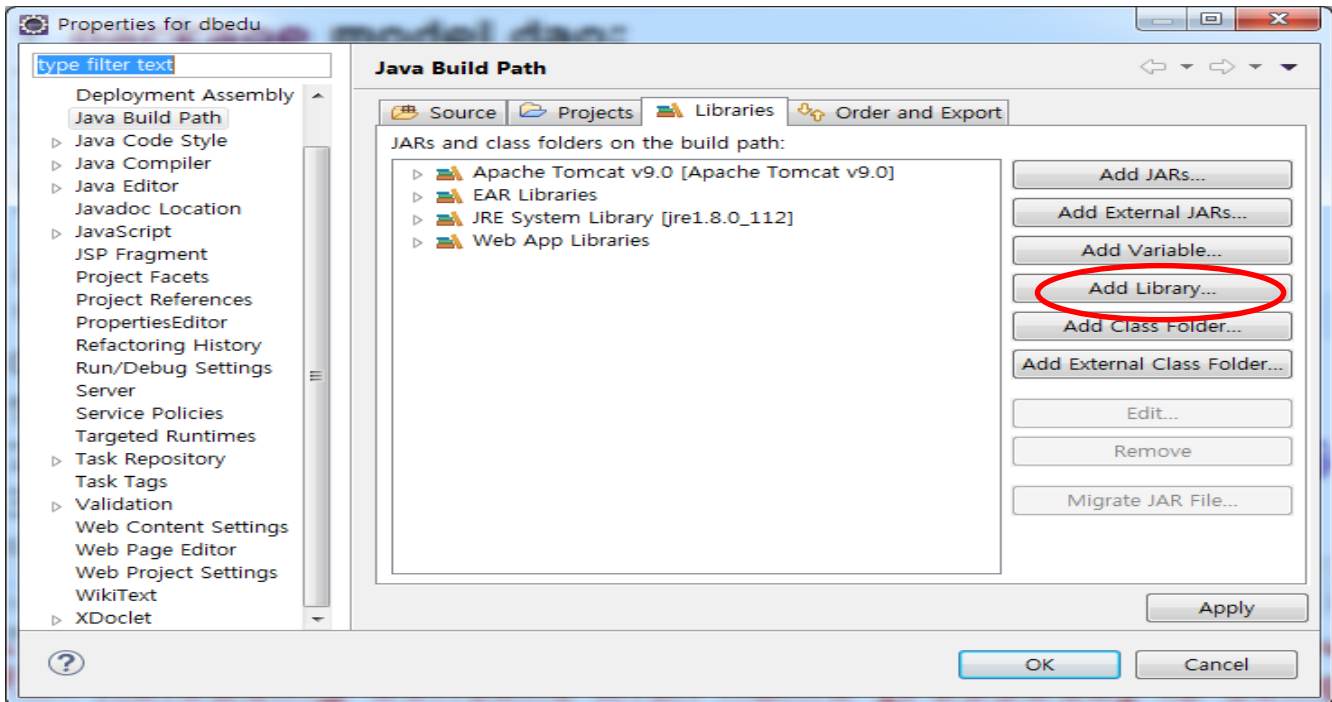 Properties for dbedu
type filter text
Deployment Assembly
Java Build Path
Java Code Style
Java Compiler
Java Editor
Javadoc Location
JavaScript
JSP Fragment
Project Facets
Project References
PropertiesEditor
Refactoring History
Run/Debug Settings
Server
Service Policies
Targeted Runtimes
Task Repository
Task Tags
Validation
Web Content Settings
Web Page Editor
Web Project Settings
WikiText
XDoclet
Java Build Path
Source
Projects
Libraries
Order and Export
JARs and class folders on the build path:
Apache Tomcat v9.0 [Apache Tomcat v9.0]
EAR Libraries
JRE System Library [jre1.8.0_112]
Web App Libraries
Add JARs...
Add External JARs...
Add Variable...
Add Library...
Add Class Folder...
Add External Class Folder...
Edit...
Remove
Migrate JAR File...
Apply
?
OK
Cancel